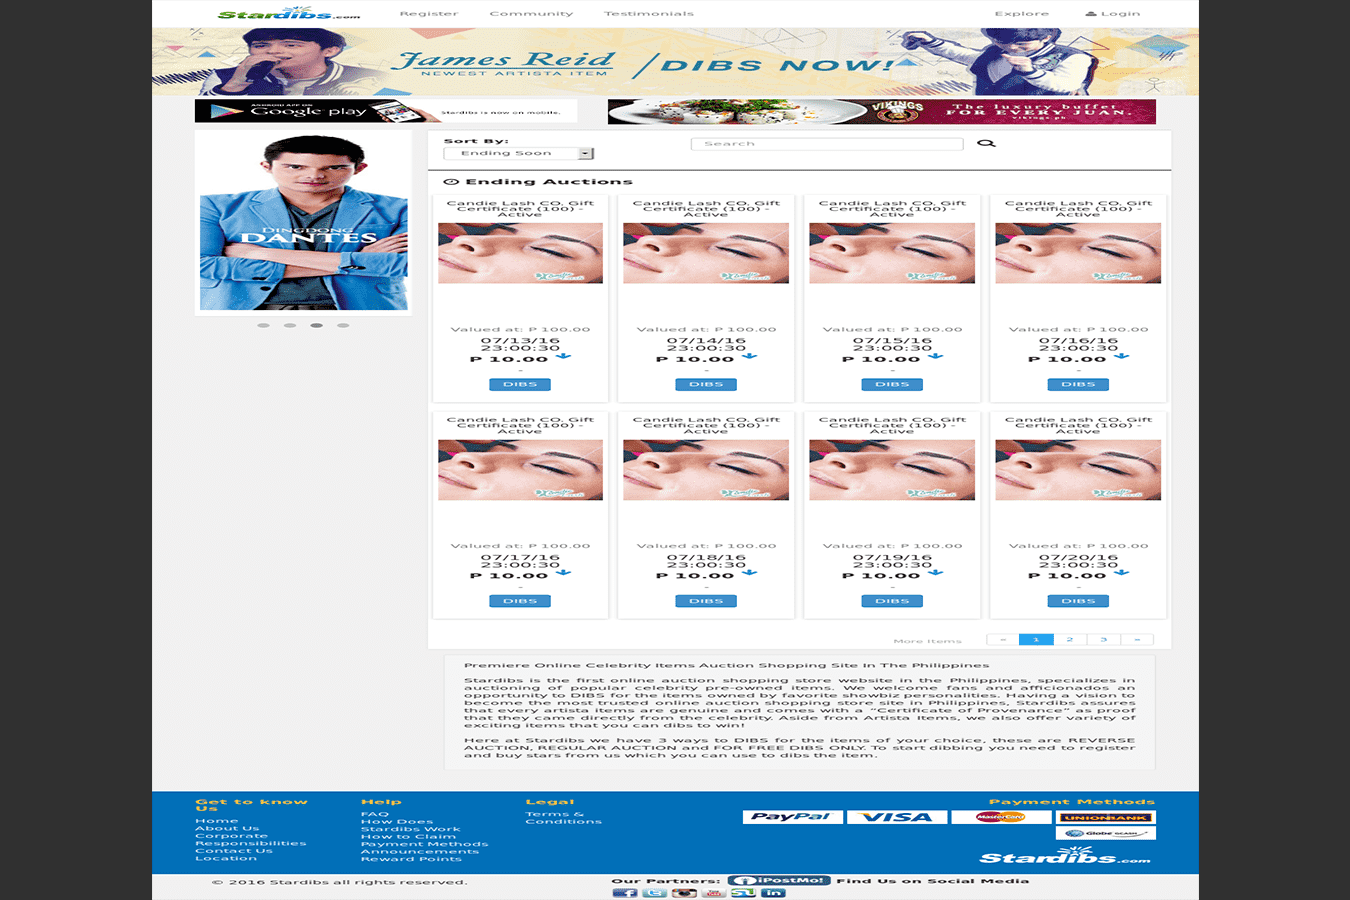 Stardibs.com
Register Community Testimonials Explore Login
James Reid
NEWEST ARTISTA ITEM
/DIBS NOW!
ANDROID APP ON
Google play
Stardibs is now on mobile.
VIKINGS
The luxury buffet
FOR EVERY JUAN.
vikings.ph
DINGDONG
DANTES
Sort By:
Ending Soon
Search
Ending Auctions
Candie Lash CO. Gift
Certificate (100) -
Active
Valued at: P 100.00
07/13/16
23:00:30
P 10.00
-
DIBS
Candie Lash CO. Gift
Certificate (100) -
Active
Valued at: P 100.00
07/14/16
23:00:30
P 10.00
-
DIBS
Candie Lash CO. Gift
Certificate (100) -
Active
Valued at: P 100.00
07/15/16
23:00:30
P 10.00
-
DIBS
Candie Lash CO. Gift
Certificate (100) -
Active
Valued at: P 100.00
07/16/16
23:00:30
P 10.00
-
DIBS
Candie Lash CO. Gift
Certificate (100) -
Active
Valued at: P 100.00
07/17/16
23:00:30
P 10.00
-
DIBS
Candie Lash CO. Gift
Certificate (100) -
Active
Valued at: P 100.00
07/18/16
23:00:30
P 10.00
-
DIBS
Candie Lash CO. Gift
Certificate (100) -
Active
Valued at: P 100.00
07/19/16
23:00:30
P 10.00
-
DIBS
Candie Lash CO. Gift
Certificate (100) -
Active
Valued at: P 100.00
07/20/16
23:00:30
P 10.00
-
DIBS
More Items « 1 2 3 »
Premiere Online Celebrity Items Auction Shopping Site In The Philippines
Stardibs is the first online auction shopping store website in the Philippines, specializes in
auctioning of popular celebrity pre-owned items. We welcome fans and afficionados an
opportunity to DIBS for the items owned by favorite showbiz personalities. Having a vision to
become the most trusted online auction shopping store site in Philippines, Stardibs assures
that every artista items are genuine and comes with a “Certificate of Provenance” as proof
that they came directly from the celebrity. Aside from Artista Items, we also offer variety of
exciting items that you can dibs to win!
Here at Stardibs we have 3 ways to DIBS for the items of your choice, these are REVERSE
AUCTION, REGULAR AUCTION and FOR FREE DIBS ONLY. To start dibbing you need to register
and buy stars from us which you can use to dibs the item.
Get to know
Us
Home
About Us
Corporate
Responsibilities
Contact Us
Location
Help
FAQ
How Does
Stardibs Work
How to Claim
Payment Methods
Announcements
Reward Points
Legal
Terms &
Conditions
Payment Methods
PayPal VISA MasterCard UNIONBANK
Globe GCASH
Stardibs.com
© 2016 Stardibs all rights reserved.
Our Partners: iPostMo! Find Us on Social Media